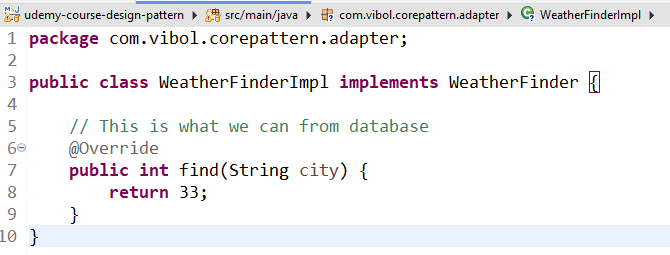 udemy-course-design-pattern src/main/java com.vibol.corepattern.adapter WeatherFinderImpl
1 package com.vibol.corepattern.adapter;
2
3 public class WeatherFinderImpl implements WeatherFinder {
4
5     // This is what we can from database
6     @Override
7     public int find(String city) {
8         return 33;
9     }
10 }